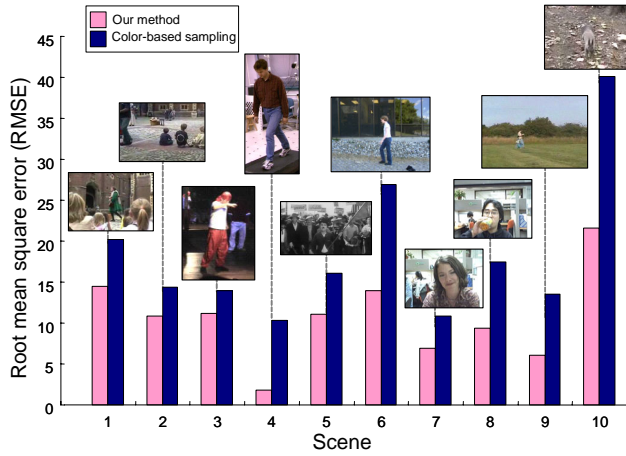 Our method
Color-based sampling
Root mean square error (RMSE)
45
40
35
30
25
20
15
10
5
0
1 2 3 4 5 6 7 8 9 10
Scene